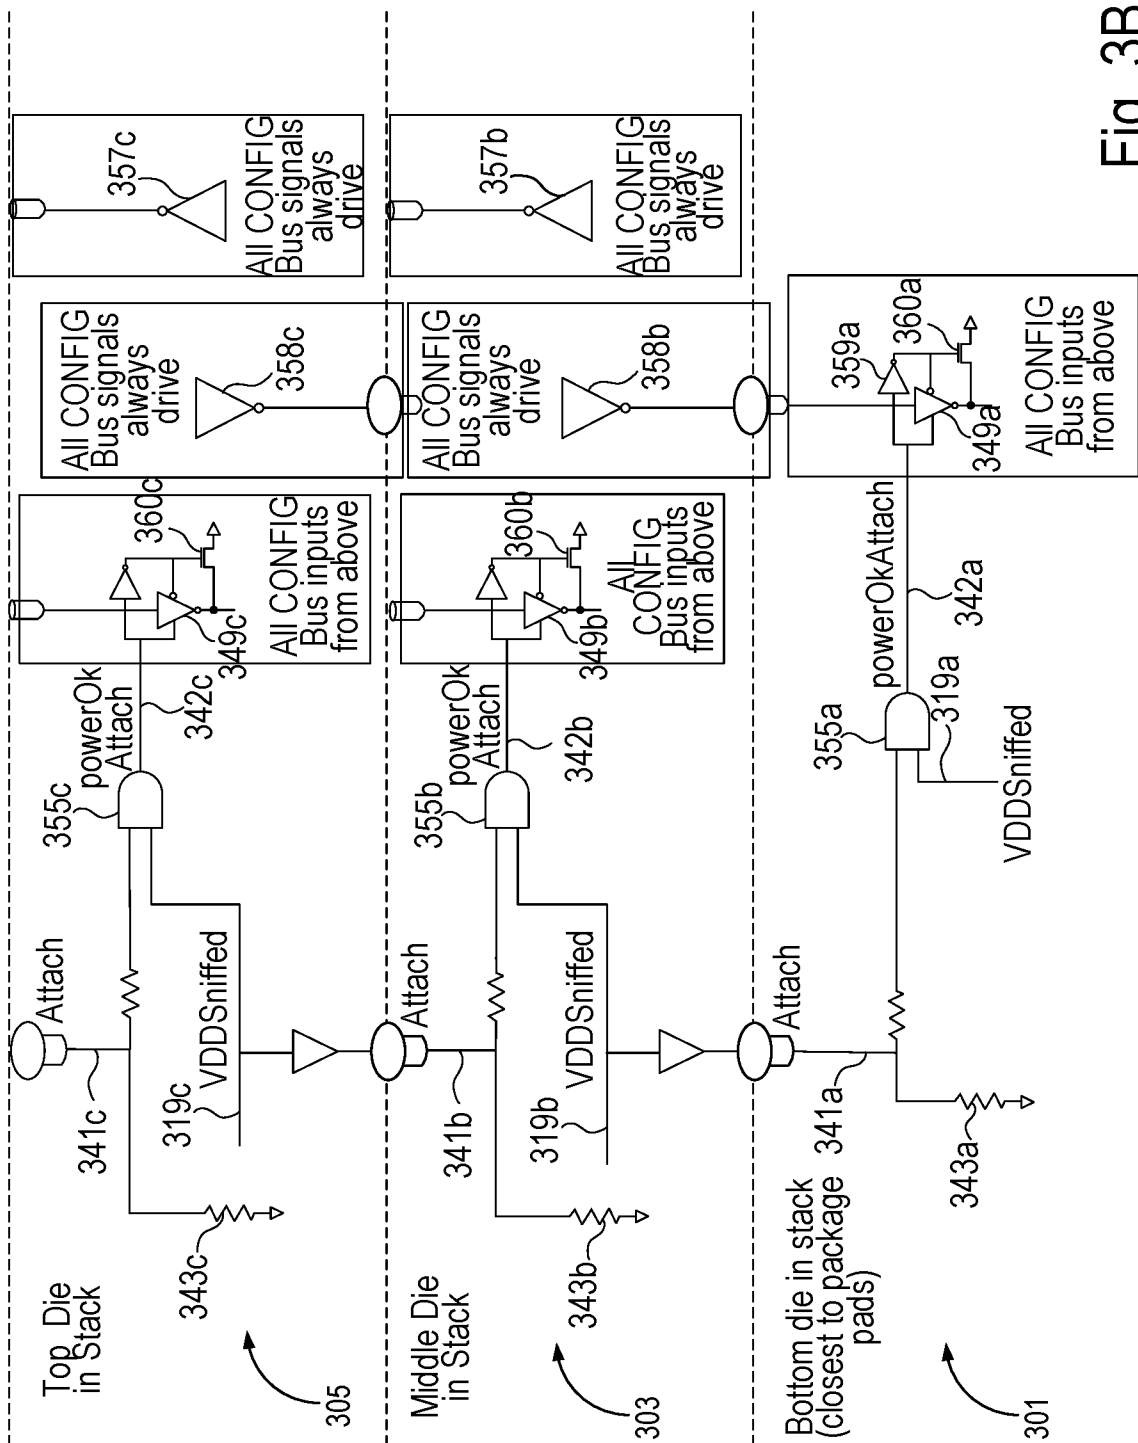 Top Die
in Stack
305
343c
341c
Attach
319c
VDDSniffed
355c
powerOk
Attach
342c
349c
360c
All CONFIG
Bus inputs
from above
All CONFIG
Bus signals
always
drive
358c
357c
All CONFIG
Bus signals
always
drive
Middle Die
in Stack
303
343b
341b
Attach
319b
VDDSniffed
355b
powerOk
Attach
342b
349b
360b
All
CONFIG
Bus inputs
from above
All CONFIG
Bus signals
always
drive
358b
357b
All CONFIG
Bus signals
always
drive
Bottom die in stack
(closest to package
pads)
301
343a
341a
Attach
355a
319a
VDDSniffed
powerOkAttach
342a
359a
360a
349a
All CONFIG
Bus inputs
from above
Fig. 3B